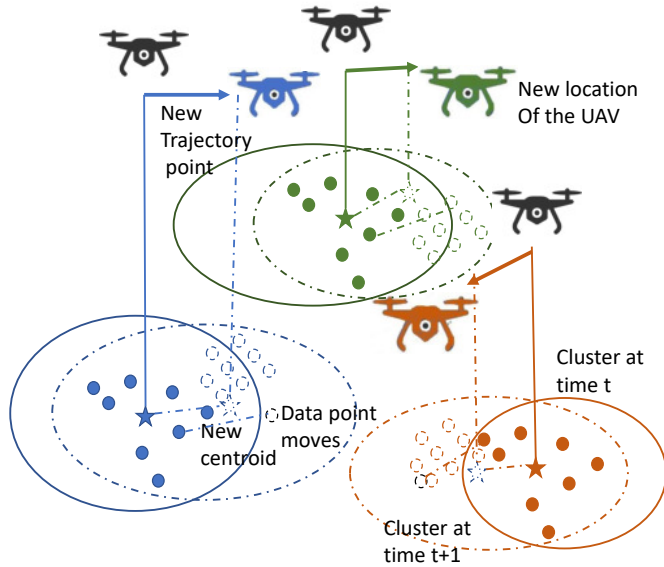 New
Trajectory
point
New location
Of the UAV
Cluster at
time t
Data point
moves
New
centroid
Cluster at
time t+1